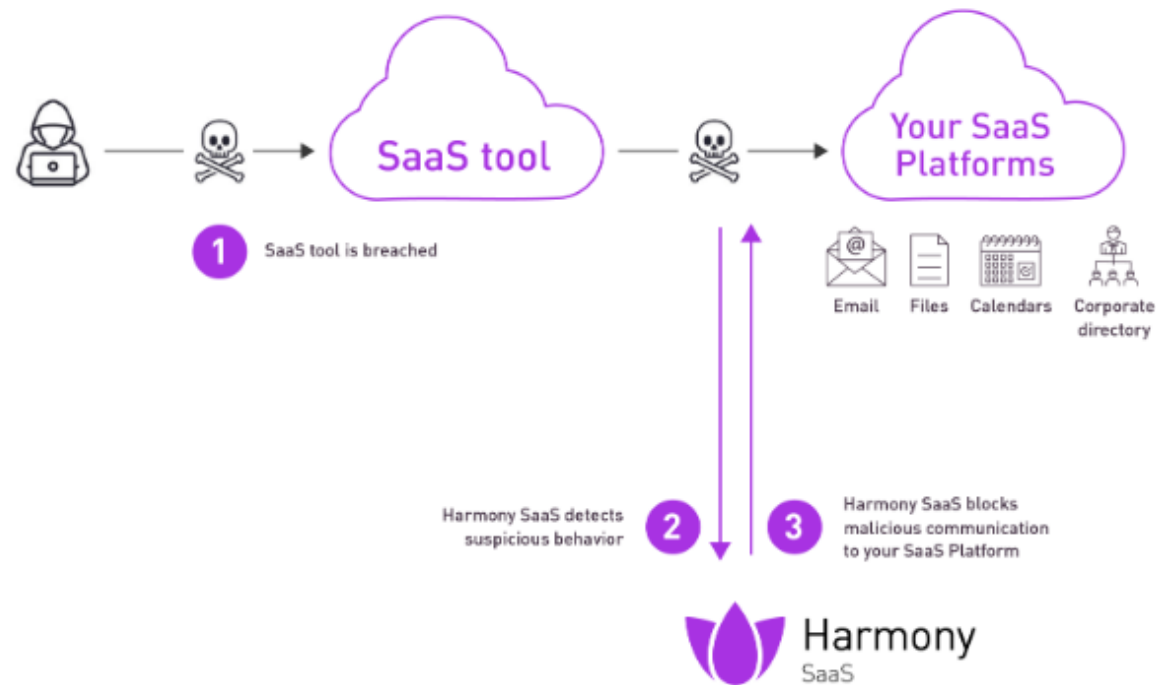 SaaS tool
Your SaaS
Platforms
1
SaaS tool is breached
@
Email
Files
Calendars
Corporate
directory
Harmony SaaS detects
suspicious behavior
2
3
Harmony SaaS blocks
malicious communication
to your SaaS Platform
Harmony
SaaS